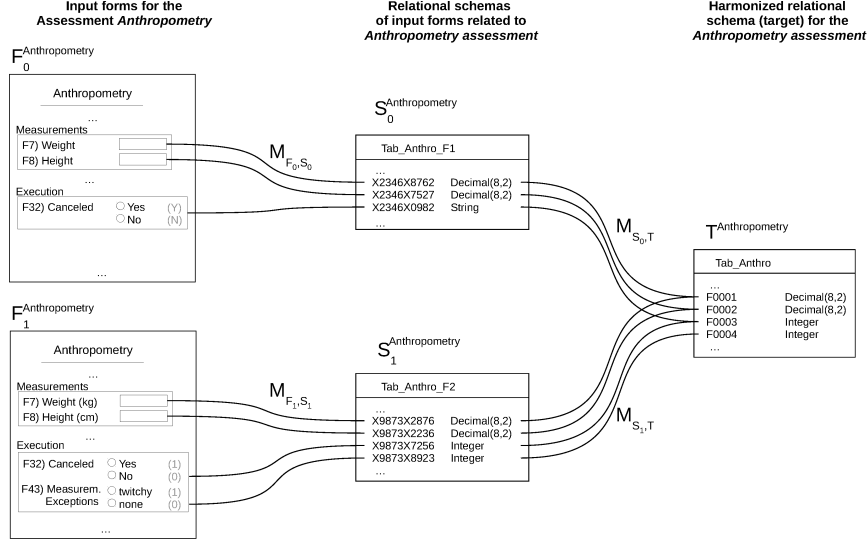 Input forms for the
Assessment Anthropometry
Relational schemas
of input forms related to
Anthropometry assessment
Harmonized relational
schema (target) for the
Anthropometry assessment
F0Anthropometry
Anthropometry
...
Measurements
F7) Weight
F8) Height
...
Execution
F32) Canceled Yes (Y)
No (N)
...
MF0,S0
S0Anthropometry
Tab_Anthro_F1
...
X2346X8762 Decimal(8,2)
X2346X7527 Decimal(8,2)
X2346X0982 String
...
MS0,T
TAnthropometry
Tab_Anthro
...
F0001 Decimal(8,2)
F0002 Decimal(8,2)
F0003 Integer
F0004 Integer
...
F1Anthropometry
Anthropometry
...
Measurements
F7) Weight (kg)
F8) Height (cm)
...
Execution
F32) Canceled Yes (1)
No (0)
F43) Measurem. twitchy (1)
Exceptions none (0)
...
MF1,S1
S1Anthropometry
Tab_Anthro_F2
...
X9873X2876 Decimal(8,2)
X9873X2236 Decimal(8,2)
X9873X7256 Integer
X9873X8923 Integer
...
MS1,T